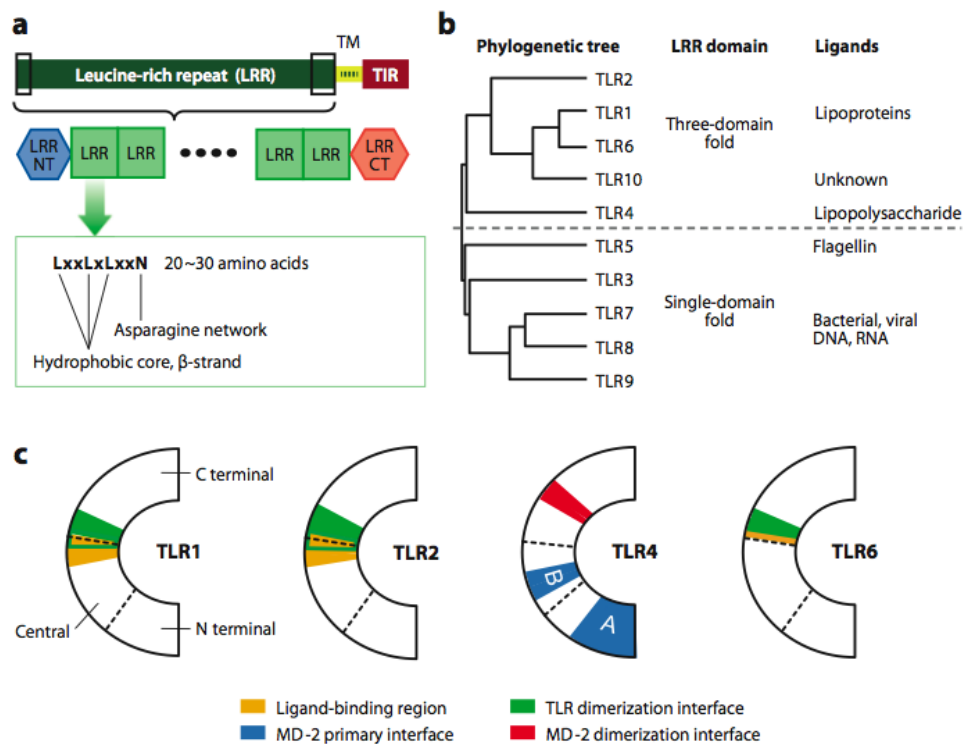 a
TM
Leucine-rich repeat (LRR)
TIR
LRR NT
LRR
LRR
LRR
LRR
LRR CT
LxxLxLxxN 20~30 amino acids
Asparagine network
Hydrophobic core, β-strand
b
Phylogenetic tree LRR domain Ligands
TLR2
TLR1
TLR6
TLR10
TLR4
TLR5
TLR3
TLR7
TLR8
TLR9
Three-domain
fold
Single-domain
fold
Lipoproteins
Unknown
Lipopolysaccharide
Flagellin
Bacterial, viral
DNA, RNA
c
C terminal
TLR1
Central
N terminal
TLR2
TLR4
B
A
TLR6
Ligand-binding region
MD-2 primary interface
TLR dimerization interface
MD-2 dimerization interface